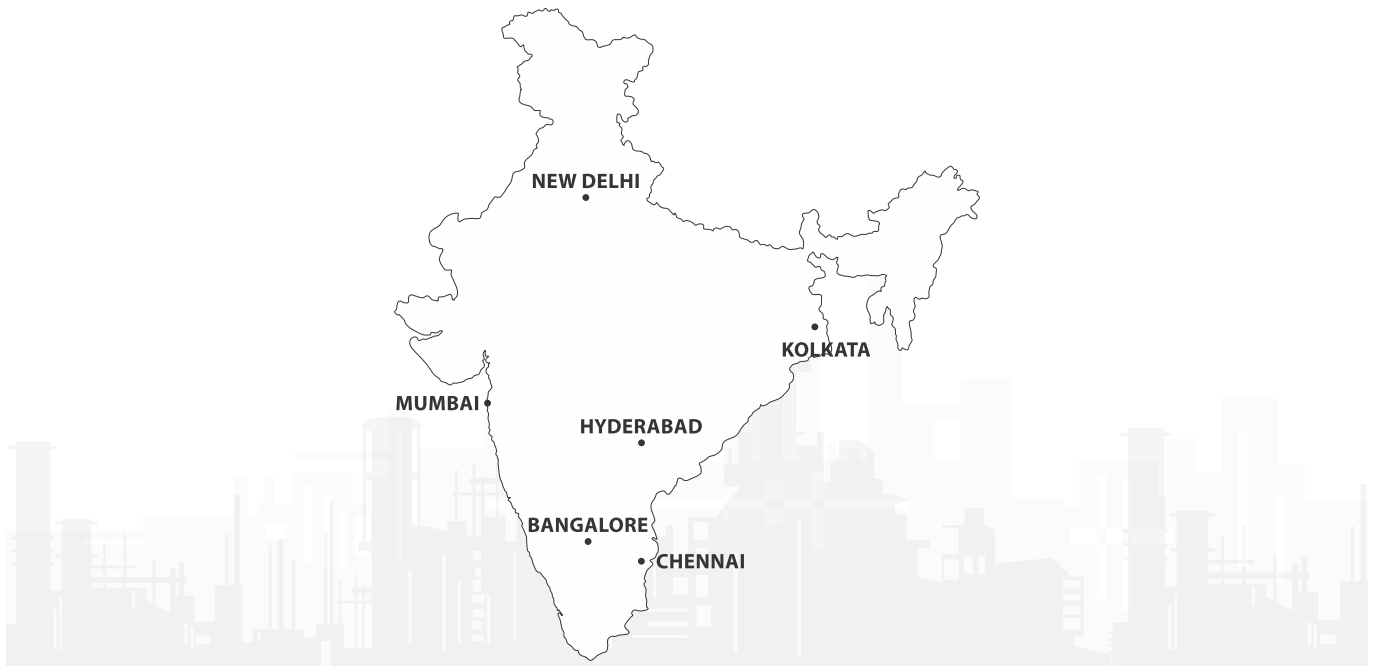 NEW DELHI
KOLKATA
MUMBAI
HYDERABAD
BANGALORE
CHENNAI